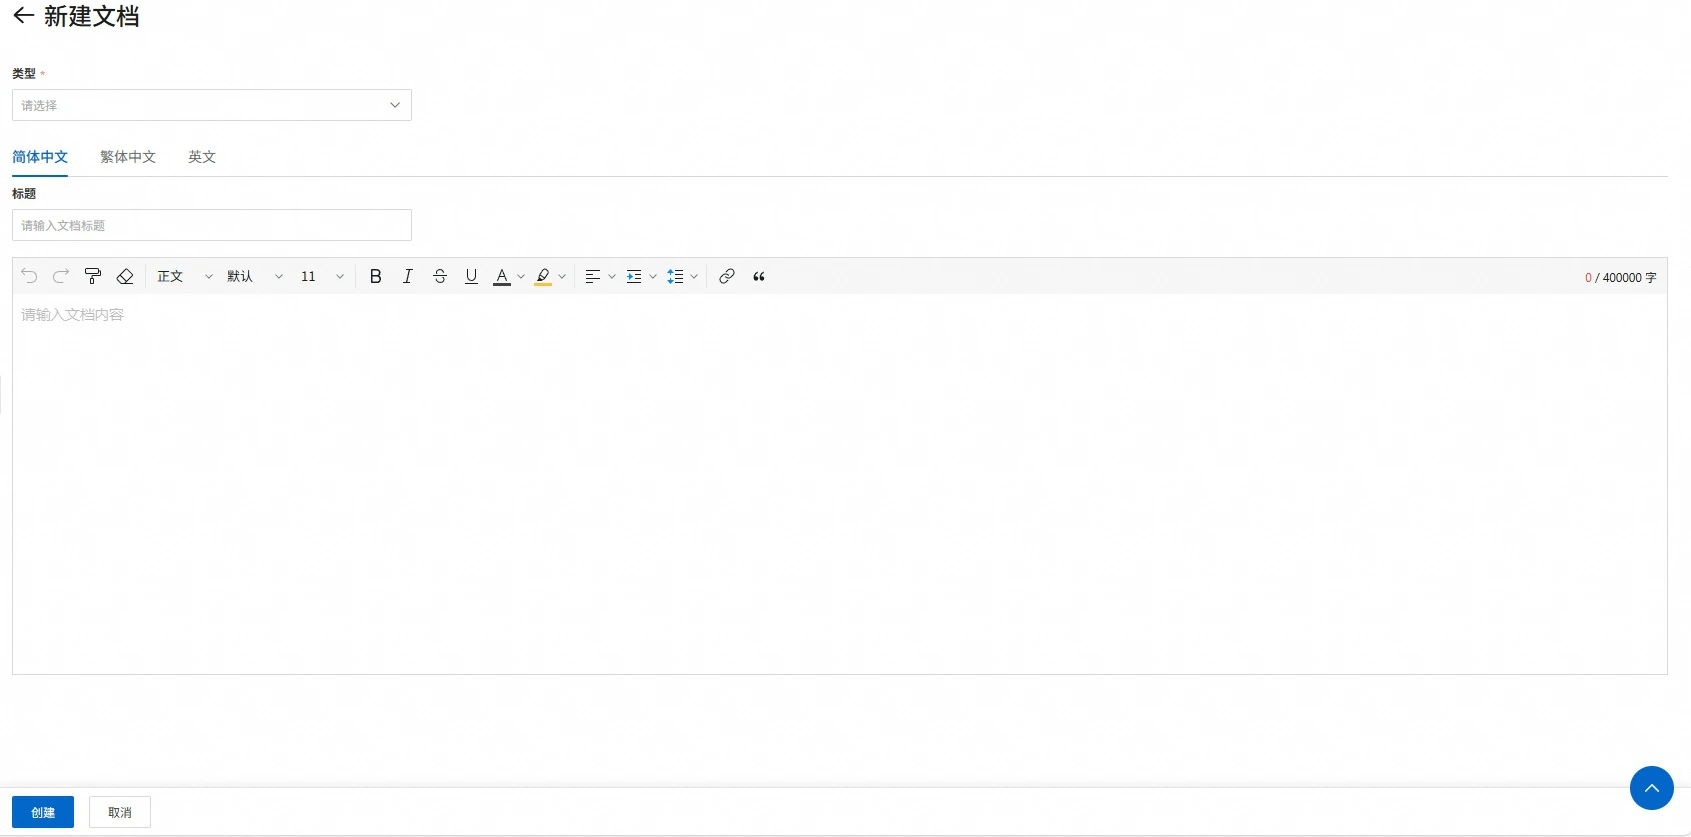 新建文档
类型 *
请选择
简体中文 繁体中文 英文
标题
请输入文档标题
正文 默认 11 B I S U A 0 / 400000 字
请输入文档内容
创建 取消